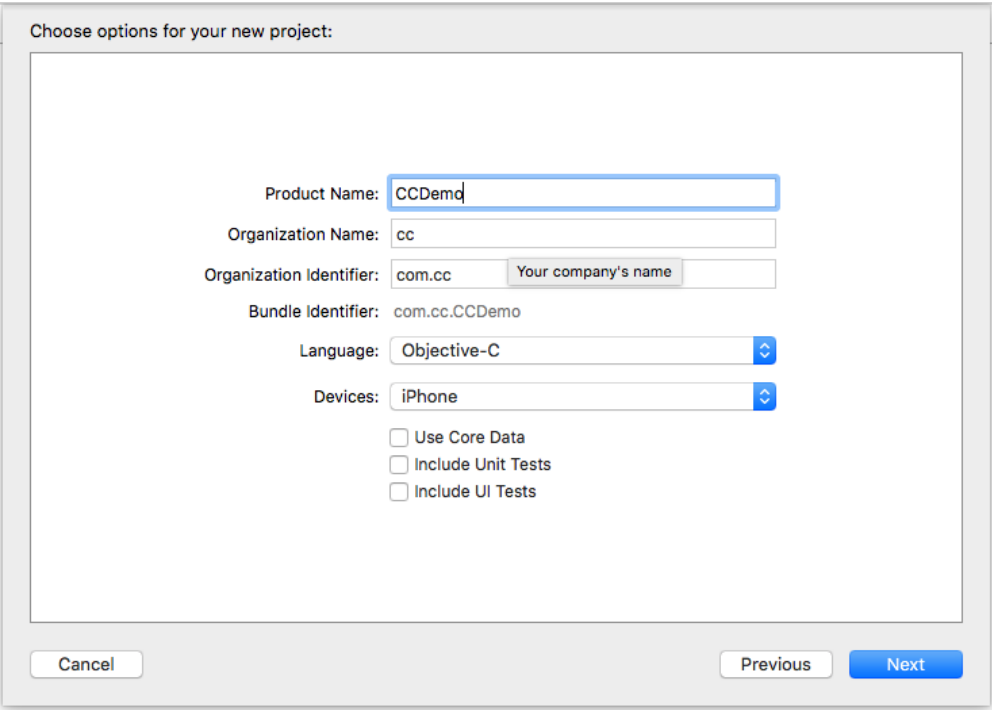 Choose options for your new project:
Product Name: CCDemo
Organization Name: cc
Organization Identifier: com.cc
Your company's name
Bundle Identifier: com.cc.CCDemo
Language: Objective-C
Devices: iPhone
Use Core Data
Include Unit Tests
Include UI Tests
Cancel Previous Next